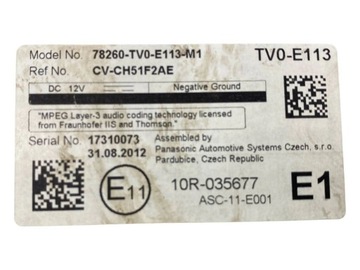 Model No 78260-TV0-E113-M1 TV0-E113
Ref No. CV-CH51F2AE
DC 12V Negative Ground
"MPEG Layer-3 audio coding technology licensed
from Fraunhofer IIS and Thomson."
Serial No. 17310073 Assembled by
31.08.2012 Panasonic Automotive Systems Czech, s.r.o.
Pardubice, Czech Republic
E11 10R-035677 E1
ASC-11-E001